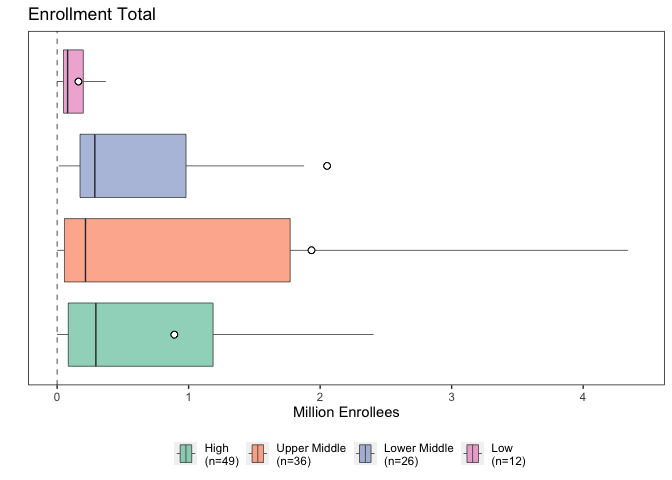 Enrollment Total
0 1 2 3 4
Million Enrollees
High Upper Middle Lower Middle Low
(n=49) (n=36) (n=26) (n=12)